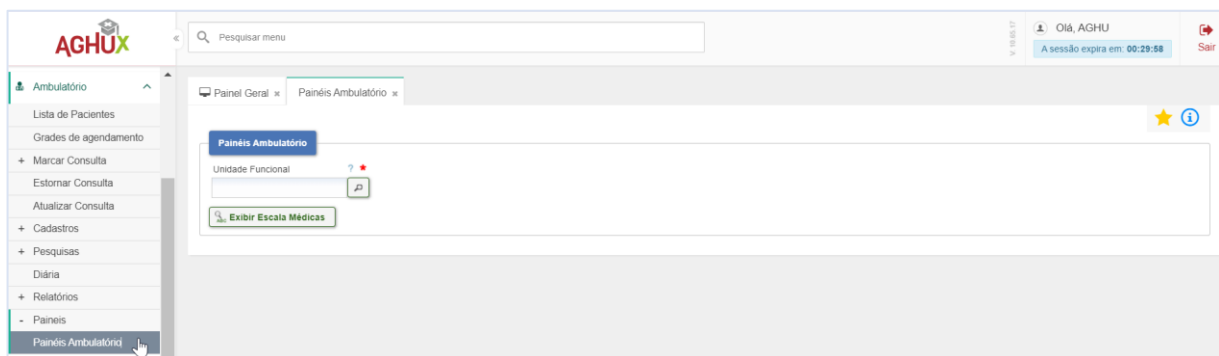 AGHUX
«
Pesquisar menu
Olá, AGHU
A sessão expira em: 00:29:58
Sair
Ambulatório
Lista de Pacientes
Grades de agendamento
+ Marcar Consulta
Estornar Consulta
Atualizar Consulta
+ Cadastros
+ Pesquisas
Diária
+ Relatórios
- Paineis
Painéis Ambulatório
Painel Geral ×
Painéis Ambulatório ×
Painéis Ambulatório
Unidade Funcional ? *
Exibir Escala Médicas